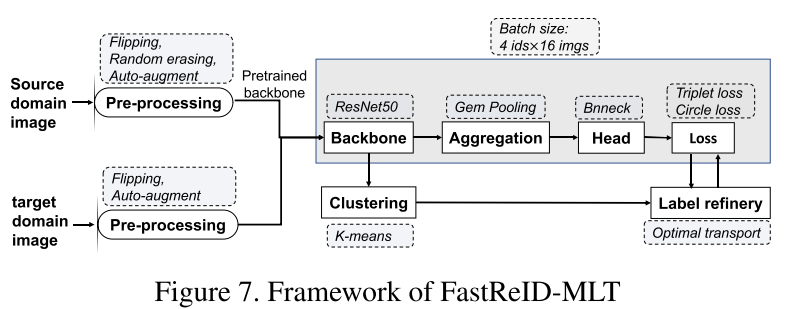 Batch size:
4 ids×16 imgs
Flipping,
Random erasing,
Auto-augment
Pretrained
backbone
Source
domain
image
Pre-processing
ResNet50
Gem Pooling
Bnneck
Triplet loss
Circle loss
Backbone
Aggregation
Head
Loss
Flipping,
Auto-augment
target
domain
image
Pre-processing
Clustering
Label refinery
K-means
Optimal transport
Figure 7. Framework of FastReID-MLT